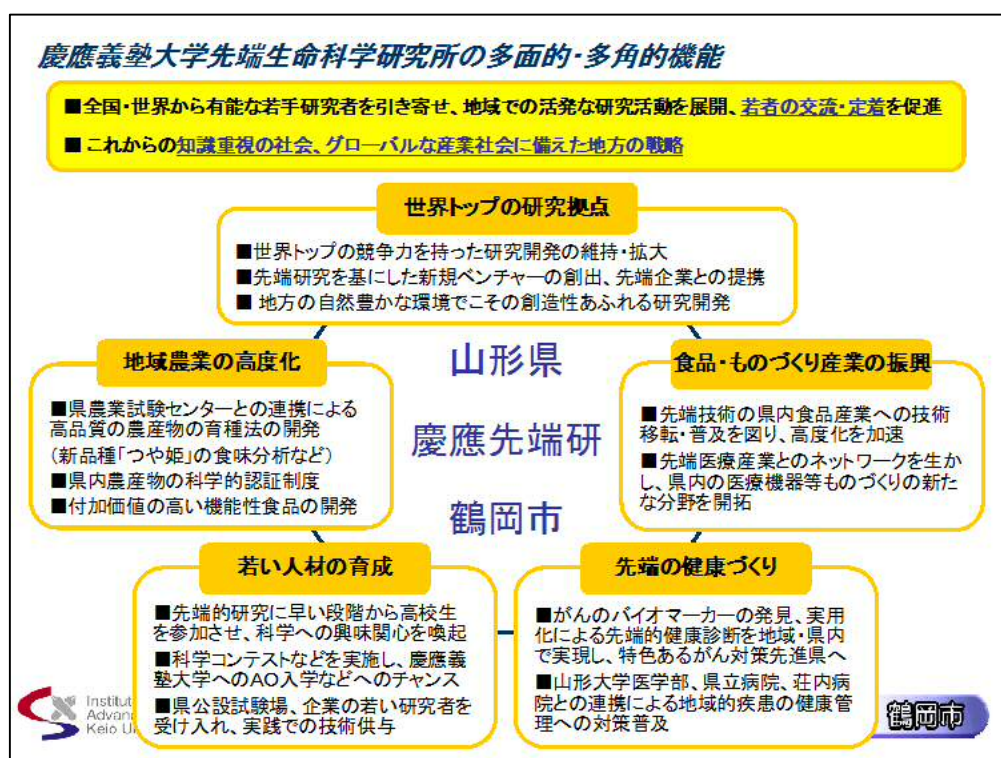 慶應義塾大学先端生命科学研究所の多面的・多角的機能
■全国・世界から有能な若手研究者を引き寄せ、地域での活発な研究活動を展開、若者の交流・定着を促進
■ これからの知識重視の社会、グローバルな産業社会に備えた地方の戦略
世界トップの研究拠点
■世界トップの競争力を持った研究開発の維持・拡大
■先端研究を基にした新規ベンチャーの創出、先端企業との提携
■ 地方の自然豊かな環境でこその創造性あふれる研究開発
地域農業の高度化
■県農業試験センターとの連携による
高品質の農産物の育種法の開発
(新品種「つや姫」の食味分析など)
■県内農産物の科学的認証制度
■付加価値の高い機能性食品の開発
山形県
慶應先端研
鶴岡市
食品・ものづくり産業の振興
■先端技術の県内食品産業への技術
移転・普及を図り、高度化を加速
■先端医療産業とのネットワークを生か
し、県内の医療機器等ものづくりの新た
な分野を開拓
若い人材の育成
■先端的研究に早い段階から高校生
を参加させ、科学への興味関心を喚起
■科学コンテストなどを実施し、慶應義
塾大学へのAO入学などへのチャンス
■県公設試験場、企業の若い研究者を
受け入れ、実践での技術供与
先端の健康づくり
■がんのバイオマーカーの発見、実用
化による先端的健康診断を地域・県内
で実現し、特色あるがん対策先進県へ
■山形大学医学部、県立病院、荘内病
院との連携による地域的疾患の健康管
理への対策普及
Institut
Advanc
Keio U
鶴岡市